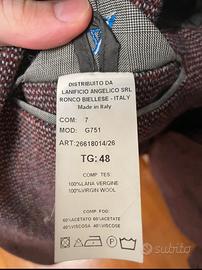 DISTRIBUITO DA
LANIFICIO ANGELICO SRL
RONCO BIELLESE - ITALY
Made in Italy
COM: 7
MOD: G751
ART:26618014/26
TG: 48
COMP. TES:
100%LANA VERGINE
100%VIRGIN WOOL
COMP. FOD:
60%ACETATO 60%ACETATE
40%VISCOSA 40%VISCOSE
subito